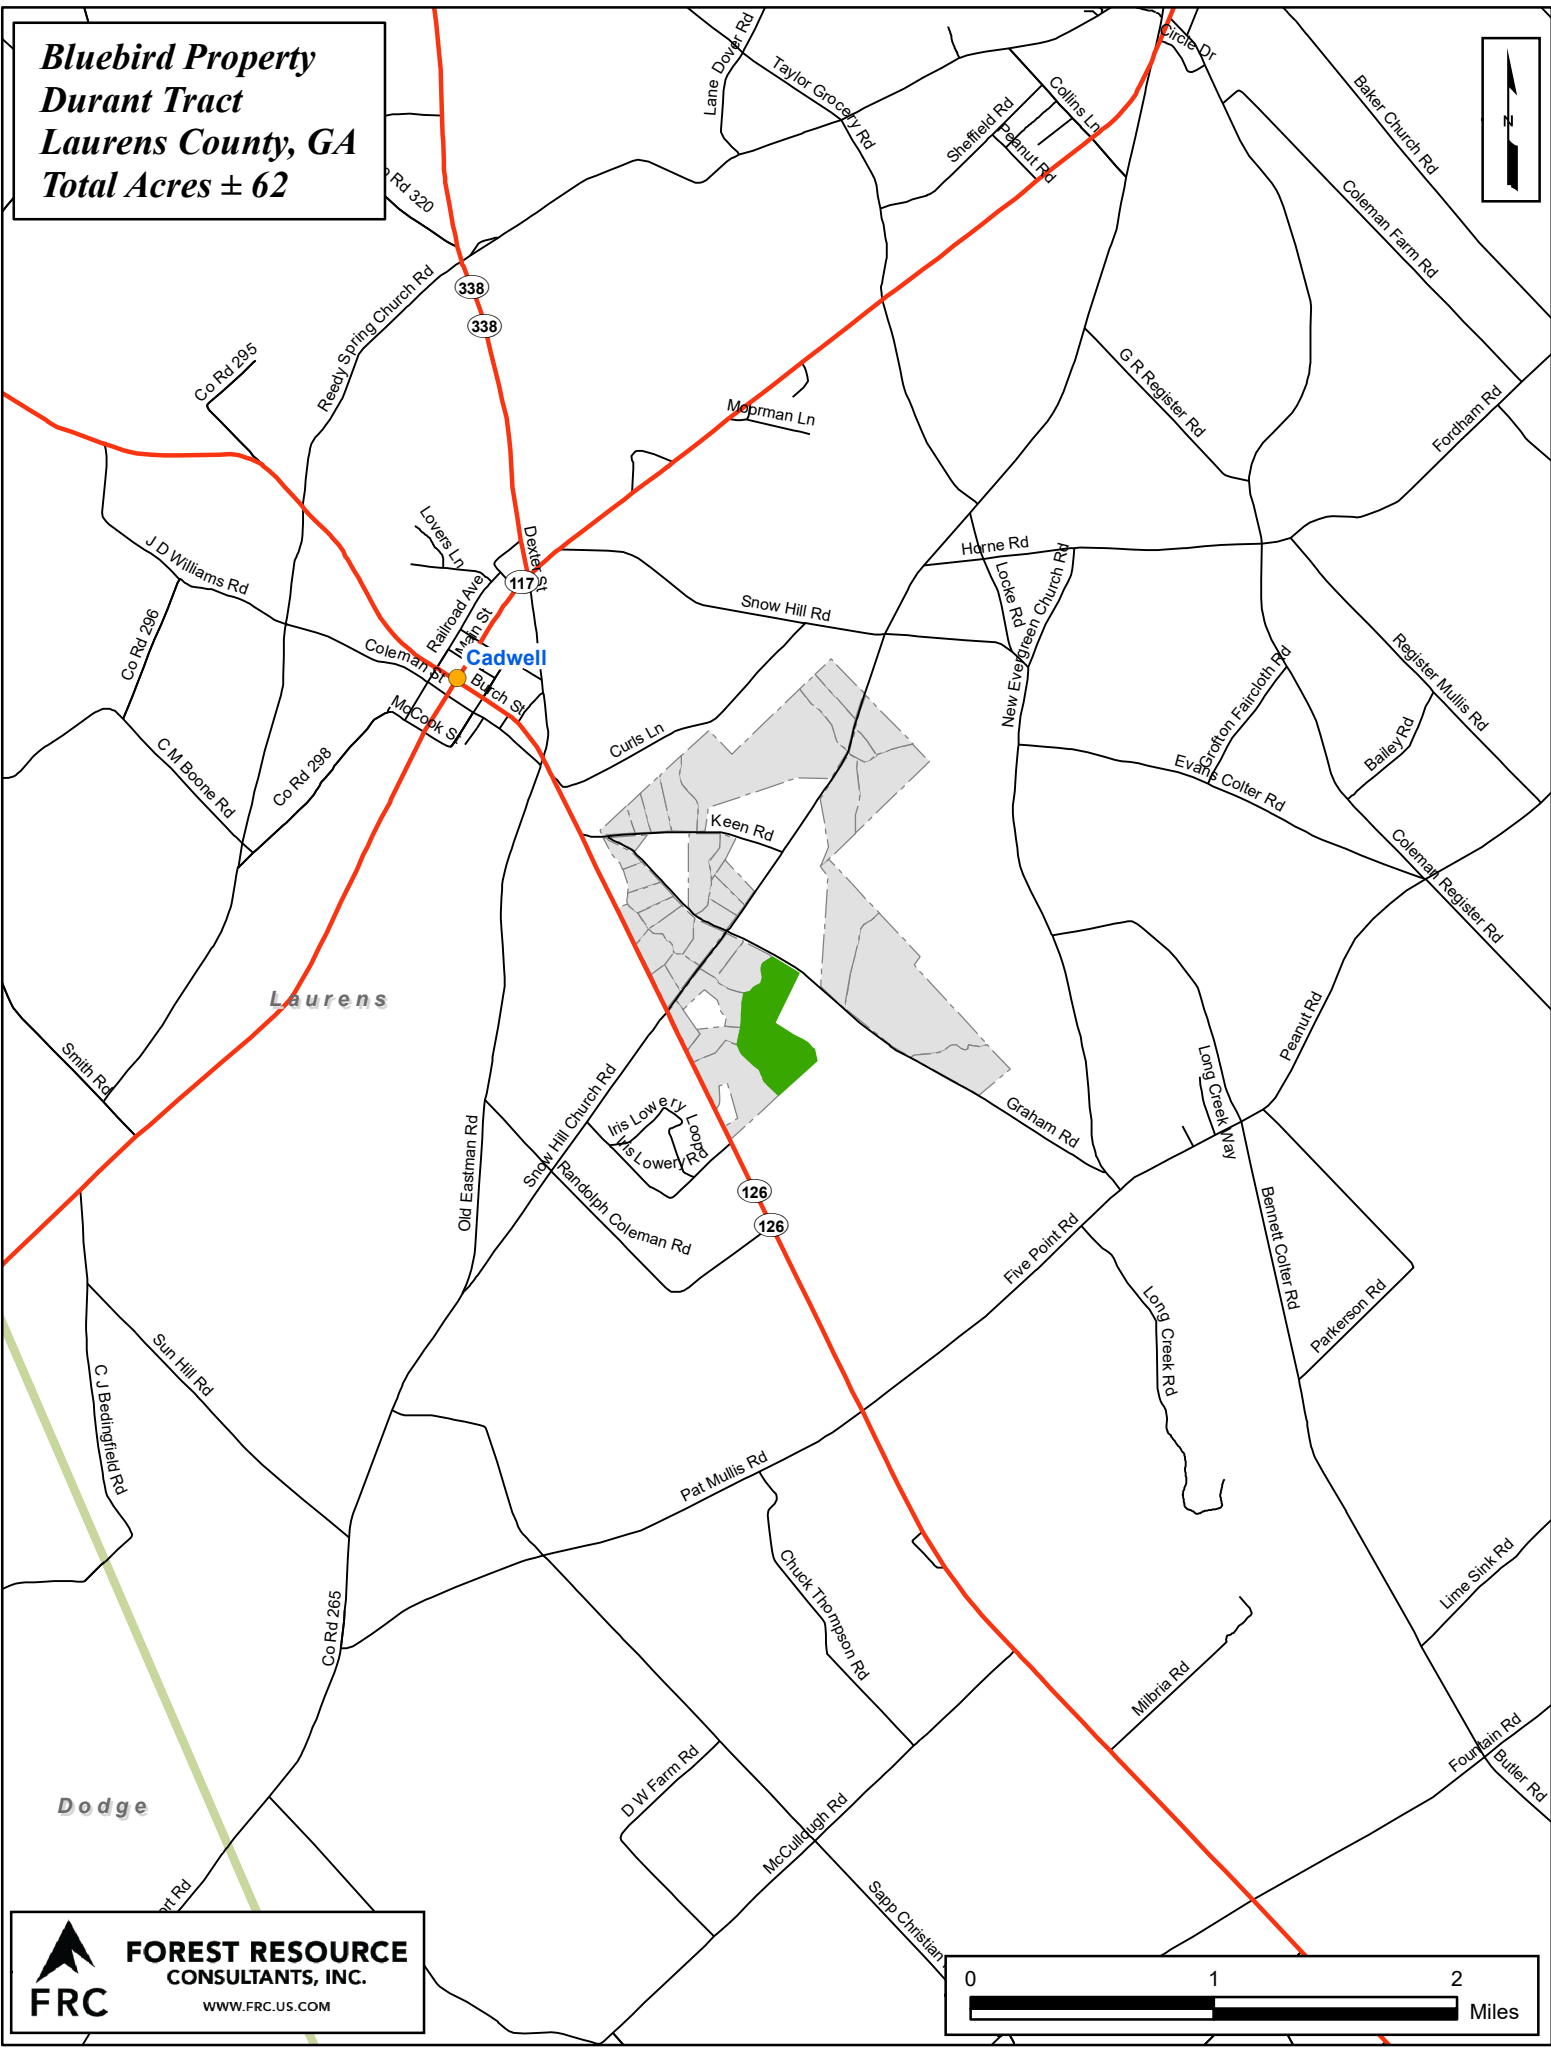 Bluebird Property
Durant Tract
Laurens County, GA
Total Acres ± 62
Lane Dover Rd
Taylor Grocery Rd
Circle Dr
Collins Ln
Sheffield Rd
Peanut Rd
Baker Church Rd
N
Coleman Farm Rd
Rd 320
338
338
Reedy Spring Church Rd
Co Rd 295
G R Register Rd
Fordham Rd
Moorman Ln
Lovers Ln
Dexter St
J D Williams Rd
117
Horne Rd
Locke Rd
New Evergreen Church Rd
Railroad Ave
Main St
Snow Hill Rd
Co Rd 296
Coleman St
Cadwell
Burch St
McCook S
Register Mullis Rd
Grofton Faircloth Rd
Bailey Rd
Curls Ln
C M Boone Rd
Co Rd 298
Evans Colter Rd
Keen Rd
Coleman Register Rd
Laurens
Peanut Rd
Smith Rd
Long Creek Way
Snow Hill Church Rd
Iris Lowery Loop
Iris Lowery Rd
Graham Rd
Old Eastman Rd
Randolph Coleman Rd
126
126
Five Point Rd
Bennett Colter Rd
Long Creek Rd
Parkerson Rd
Sun Hill Rd
C J Bedingfield Rd
Pat Mullis Rd
Chuck Thompson Rd
Lime Sink Rd
Co Rd 265
Milbria Rd
Fountain Rd
Butler Rd
D W Farm Rd
Dodge
McCullough Rd
ort Rd
Sapp Christian
FOREST RESOURCE
CONSULTANTS, INC.
FRC
WWW.FRC.US.COM
0 1 2
Miles